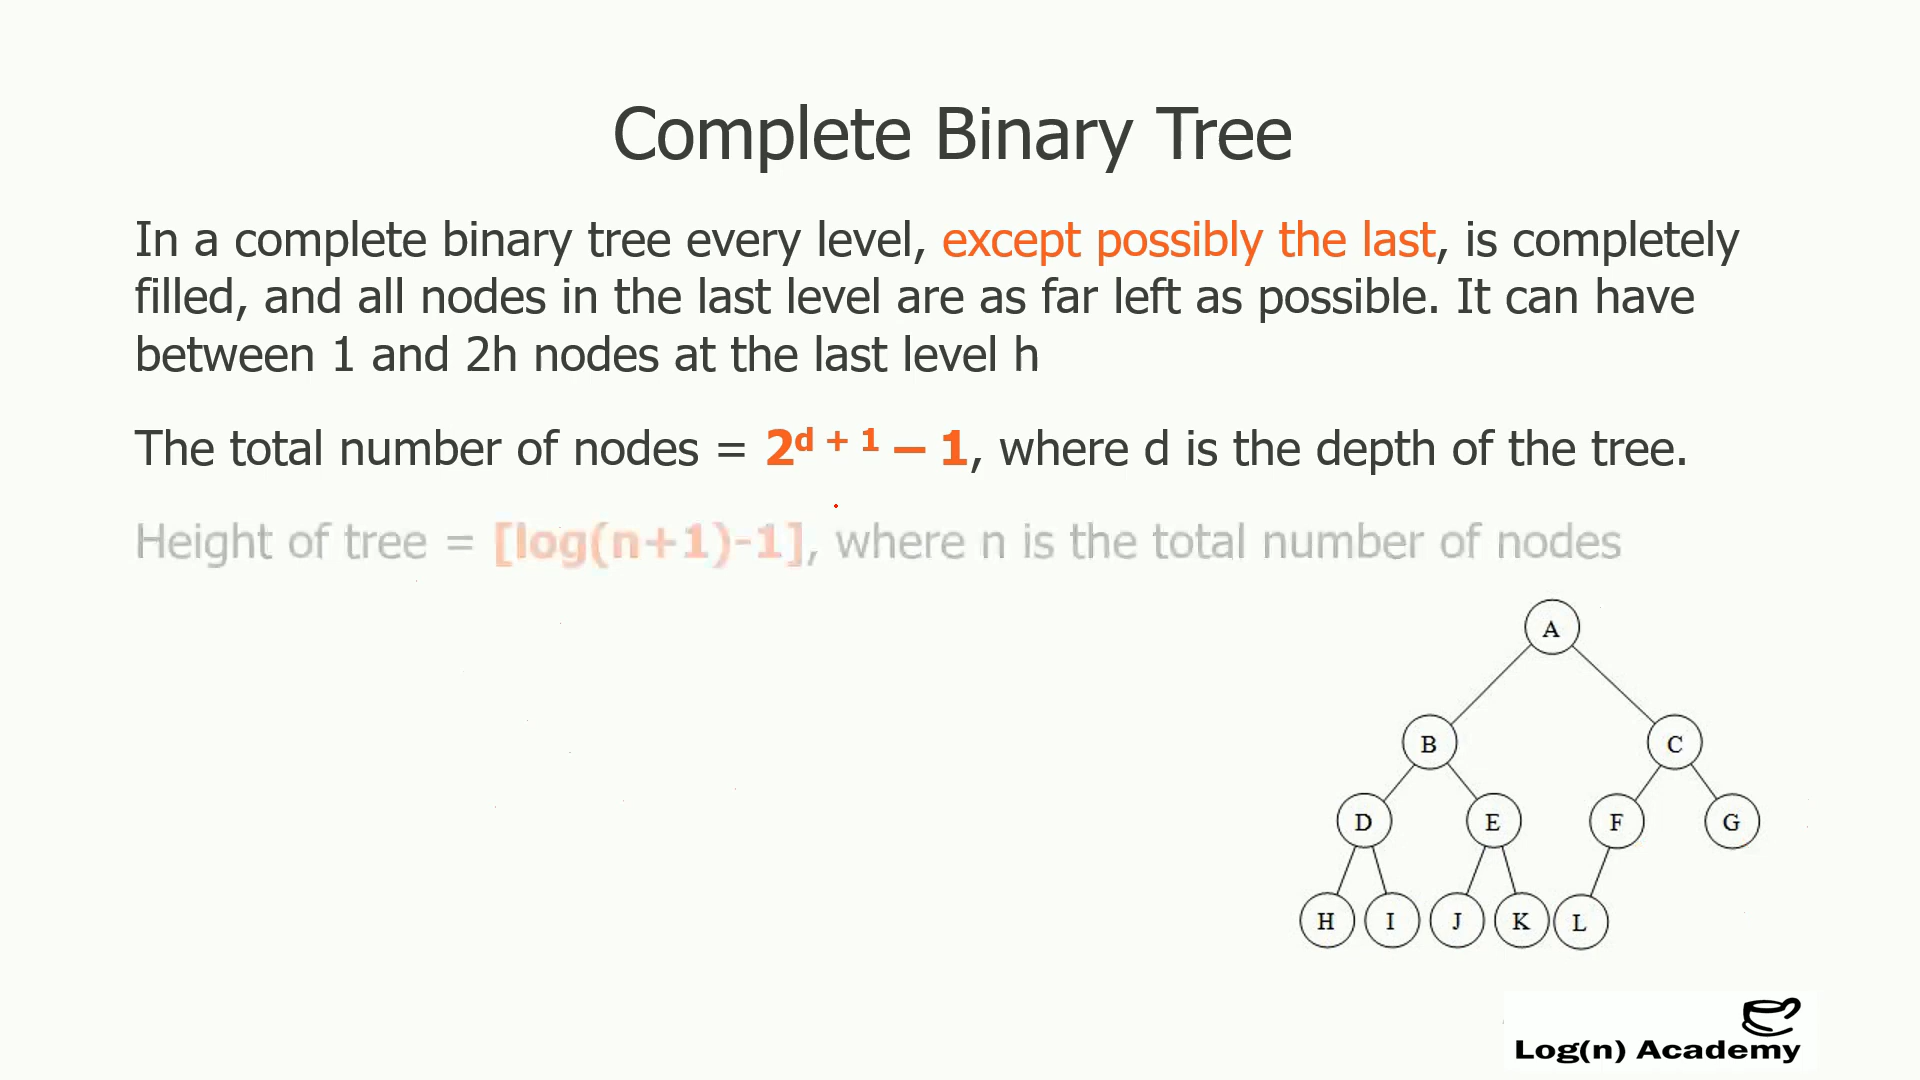 Complete Binary Tree
In a complete binary tree every level, except possibly the last, is completely
filled, and all nodes in the last level are as far left as possible. It can have
between 1 and 2h nodes at the last level h
The total number of nodes = 2ᵈ ⁺ ¹ – 1, where d is the depth of the tree.
Height of tree = [log(n+1)-1], where n is the total number of nodes
A
B C
D E F G
H I J K L
Log(n) Academy